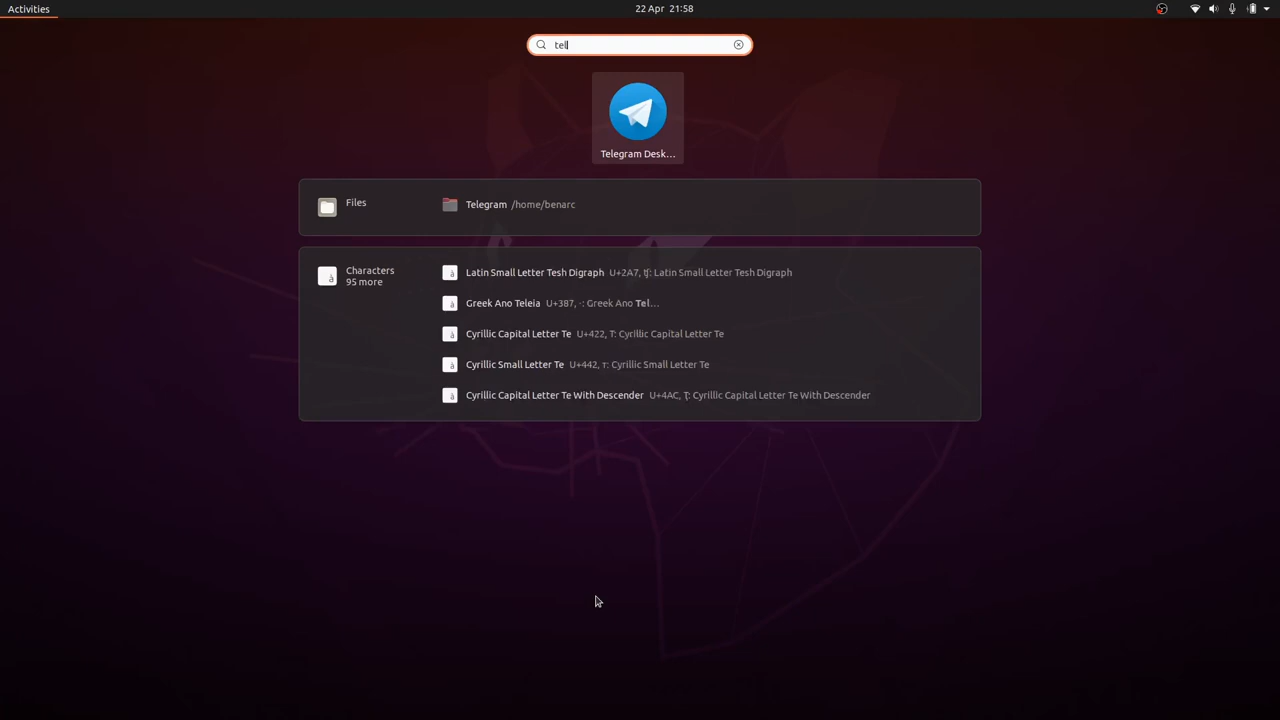 Activities
22 Apr 21:58
tel
Telegram Desk...
Files
Telegram /home/benarc
Characters
95 more
Latin Small Letter Tesh Digraph U+2A7, ʧ: Latin Small Letter Tesh Digraph
Greek Ano Teleia U+387, ·: Greek Ano Tel...
Cyrillic Capital Letter Te U+422, Т: Cyrillic Capital Letter Te
Cyrillic Small Letter Te U+442, т: Cyrillic Small Letter Te
Cyrillic Capital Letter Te With Descender U+4AC, Ҭ: Cyrillic Capital Letter Te With Descender